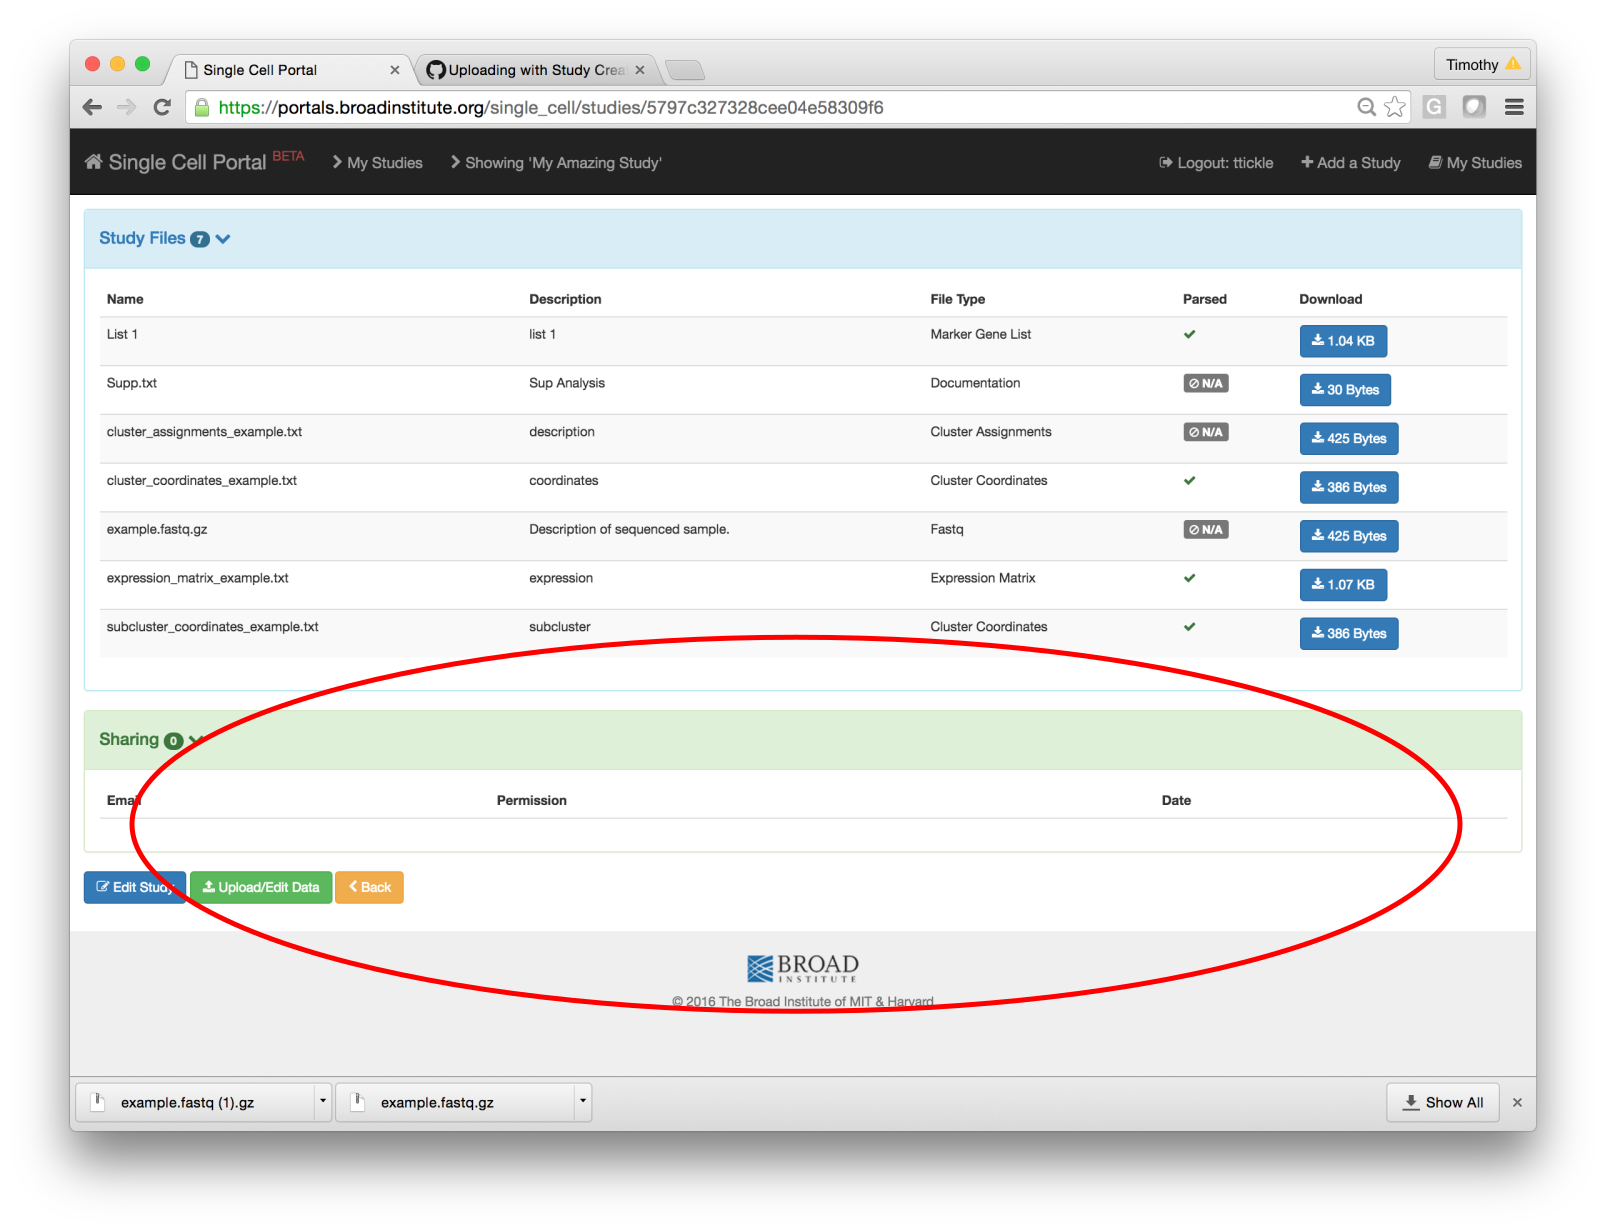 Single Cell Portal
Uploading with Study Crea
Timothy
https://portals.broadinstitute.org/single_cell/studies/5797c327328cee04e58309f6
G
Single Cell Portal BETA My Studies Showing 'My Amazing Study' Logout: ttickle Add a Study My Studies
Study Files 7
Name Description File Type Parsed Download
List 1 list 1 Marker Gene List 1.04 KB
Supp.txt Sup Analysis Documentation N/A 30 Bytes
cluster_assignments_example.txt description Cluster Assignments N/A 425 Bytes
cluster_coordinates_example.txt coordinates Cluster Coordinates 386 Bytes
example.fastq.gz Description of sequenced sample. Fastq N/A 425 Bytes
expression_matrix_example.txt expression Expression Matrix 1.07 KB
subcluster_coordinates_example.txt subcluster Cluster Coordinates 386 Bytes
Sharing 0
Email Permission Date
Edit Study Upload/Edit Data Back
BROAD
INSTITUTE
© 2016 The Broad Institute of MIT & Harvard
example.fastq (1).gz example.fastq.gz Show All